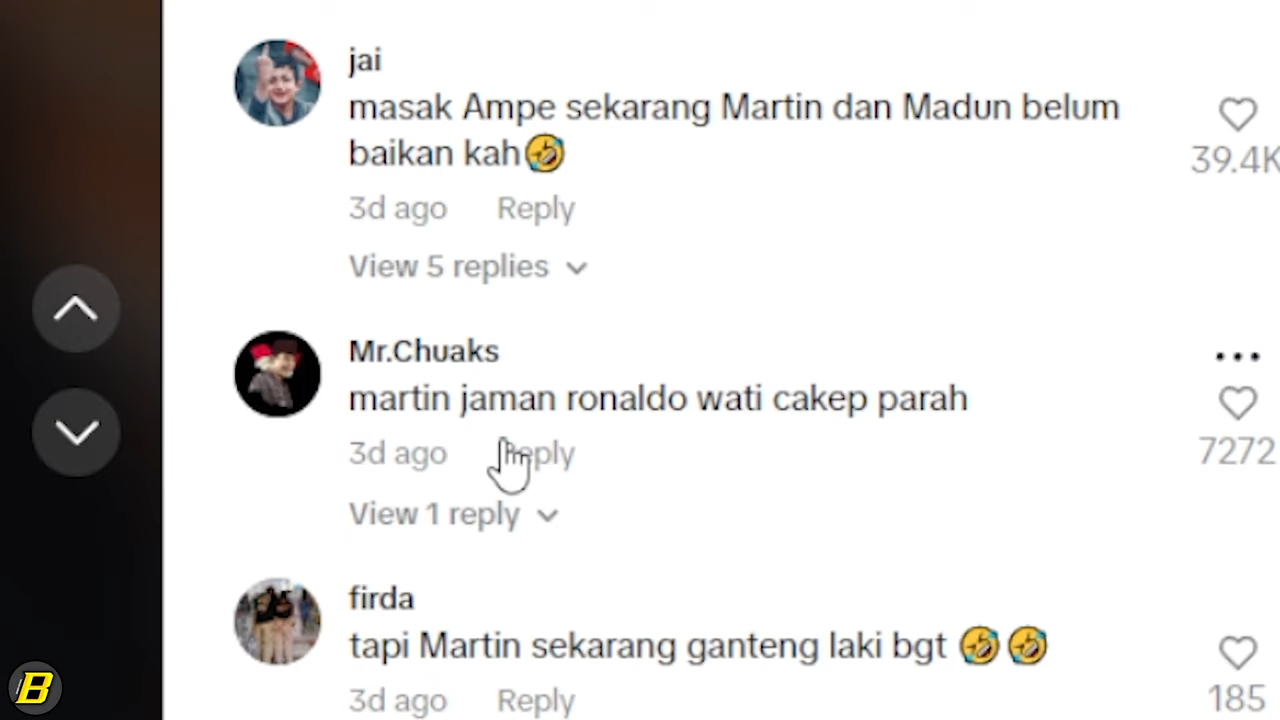 jai
masak Ampe sekarang Martin dan Madun belum
baikan kah🤣
39.4K
3d ago Reply
View 5 replies
Mr.Chuaks
martin jaman ronaldo wati cakep parah
3d ago Reply
7272
View 1 reply
firda
tapi Martin sekarang ganteng laki bgt 🤣🤣
3d ago Reply
185
B